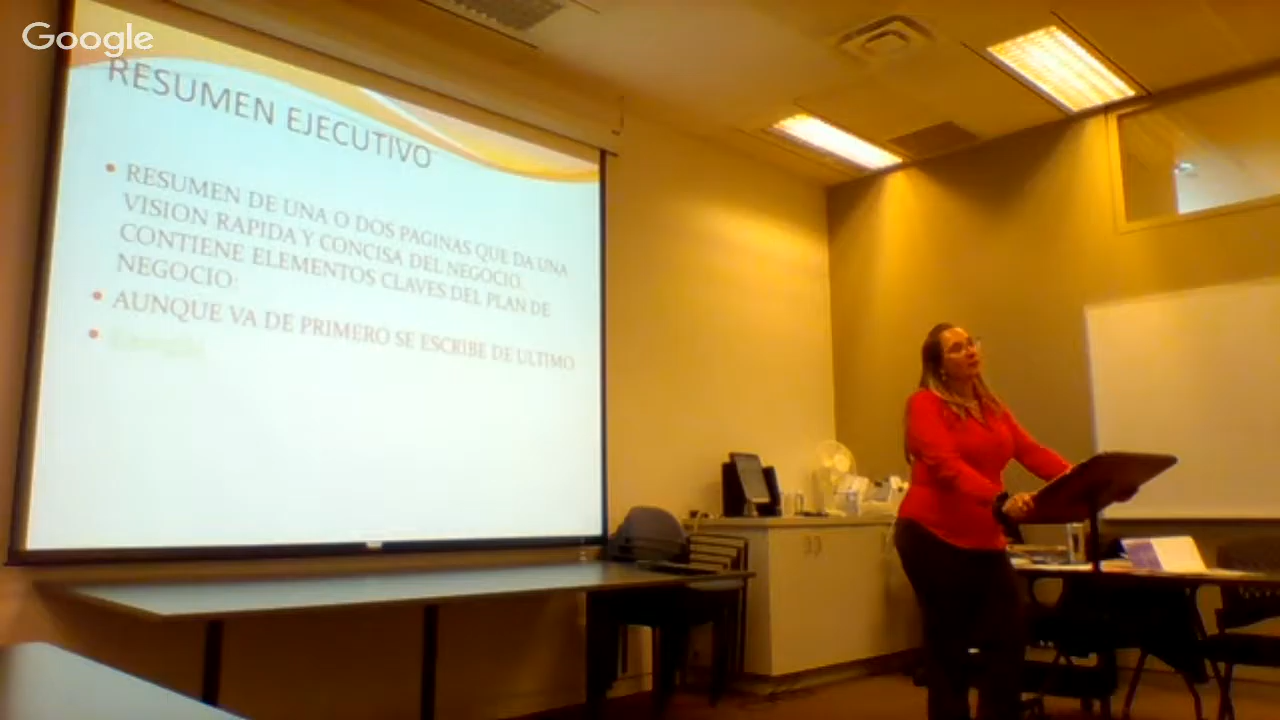 Google
RESUMEN EJECUTIVO
RESUMEN DE UNA O DOS PAGINAS QUE DA UNA
VISION RAPIDA Y CONCISA DEL NEGOCIO.
CONTIENE ELEMENTOS CLAVES DEL PLAN DE
NEGOCIO:
AUNQUE VA DE PRIMERO SE ESCRIBE DE ULTIMO